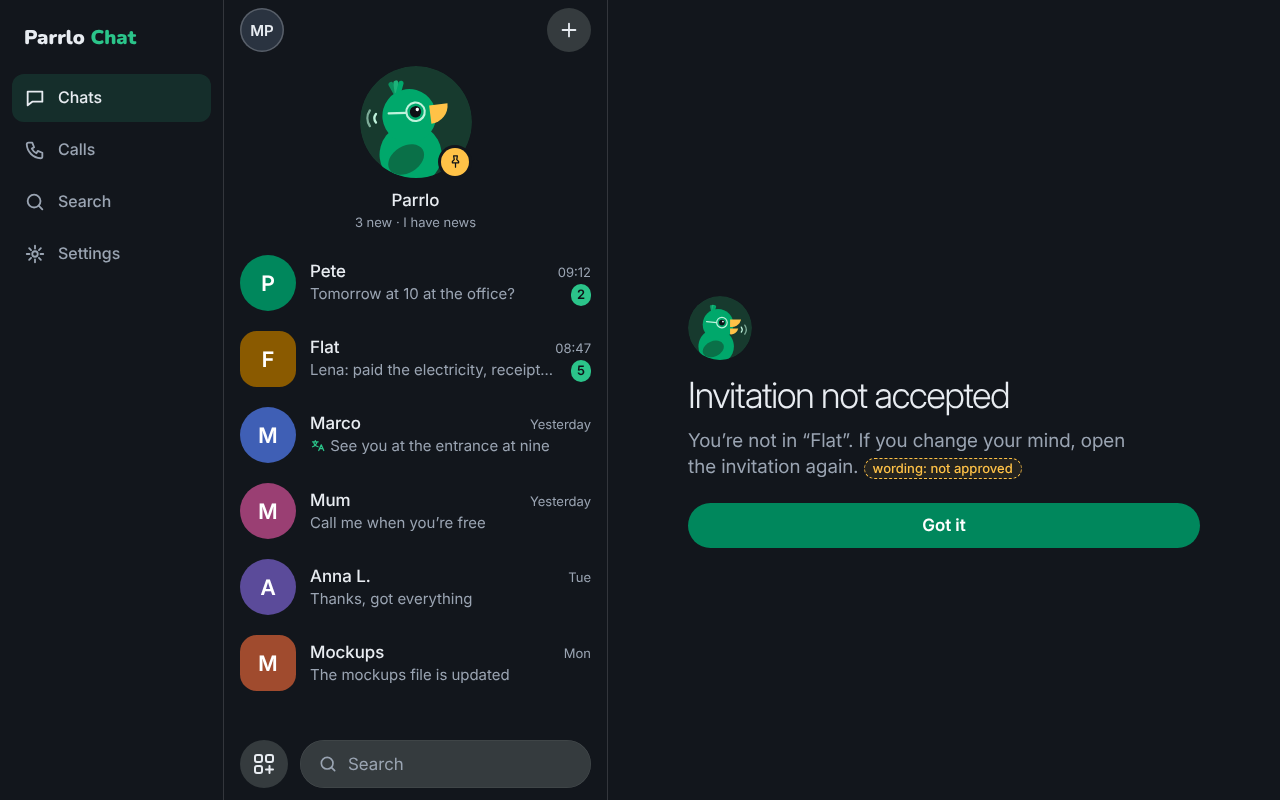 Parrlo Chat
Chats
Calls
Search
Settings
MP
Parrlo
3 new · I have news
P
Pete
09:12
Tomorrow at 10 at the office?
2
F
Flat
08:47
Lena: paid the electricity, receipt...
5
M
Marco
Yesterday
See you at the entrance at nine
M
Mum
Yesterday
Call me when you’re free
A
Anna L.
Tue
Thanks, got everything
M
Mockups
Mon
The mockups file is updated
Search
Invitation not accepted
You’re not in “Flat”. If you change your mind, open
the invitation again. wording: not approved
Got it